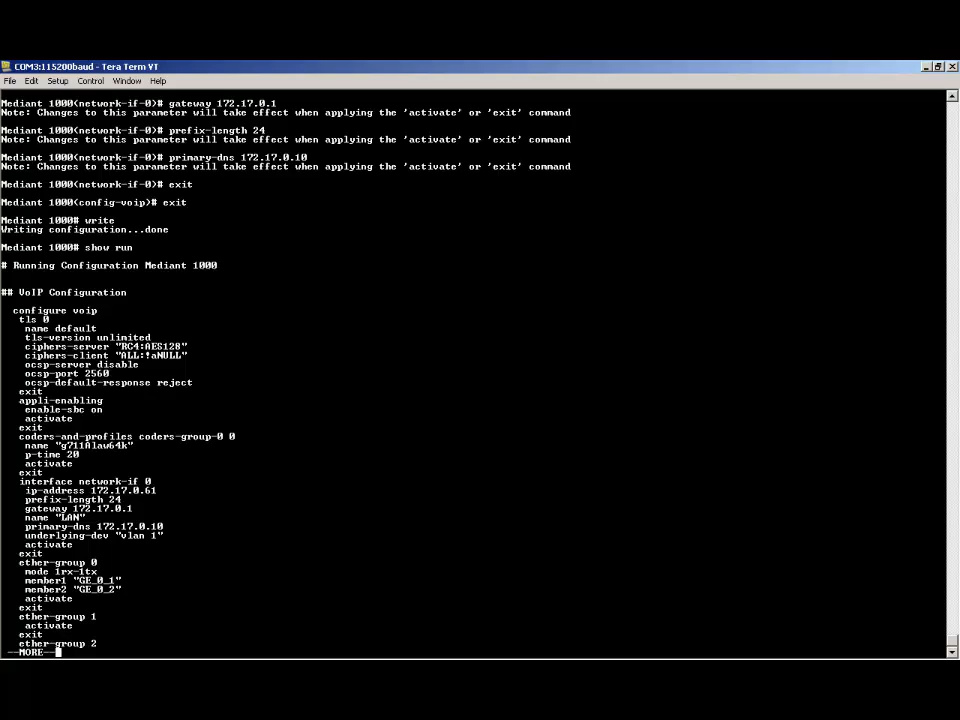 COM3:115200baud - Tera Term VT
File Edit Setup Control Window Help
Mediant 1000(network-if-0)# gateway 172.17.0.1
Note: Changes to this parameter will take effect when applying the 'activate' or 'exit' command
Mediant 1000(network-if-0)# prefix-length 24
Note: Changes to this parameter will take effect when applying the 'activate' or 'exit' command
Mediant 1000(network-if-0)# primary-dns 172.17.0.10
Note: Changes to this parameter will take effect when applying the 'activate' or 'exit' command
Mediant 1000(network-if-0)# exit
Mediant 1000(config-voip)# exit
Mediant 1000# write
Writing configuration...done
Mediant 1000# show run
# Running Configuration Mediant 1000
## VoIP Configuration
configure voip
tls 0
name default
tls-version unlimited
ciphers-server "RC4:AES128"
ciphers-client "ALL:!aNULL"
ocsp-server disable
ocsp-port 2560
ocsp-default-response reject
exit
appli-enabling
enable-sbc on
activate
exit
coders-and-profiles coders-group-0 0
name "g711Alaw64k"
p-time 20
activate
exit
interface network-if 0
ip-address 172.17.0.61
prefix-length 24
gateway 172.17.0.1
name "LAN"
primary-dns 172.17.0.10
underlying-dev "vlan 1"
activate
exit
ether-group 0
mode 1rx-1tx
member1 "GE_0_1"
member2 "GE_0_2"
activate
exit
ether-group 1
activate
exit
ether-group 2
--MORE--